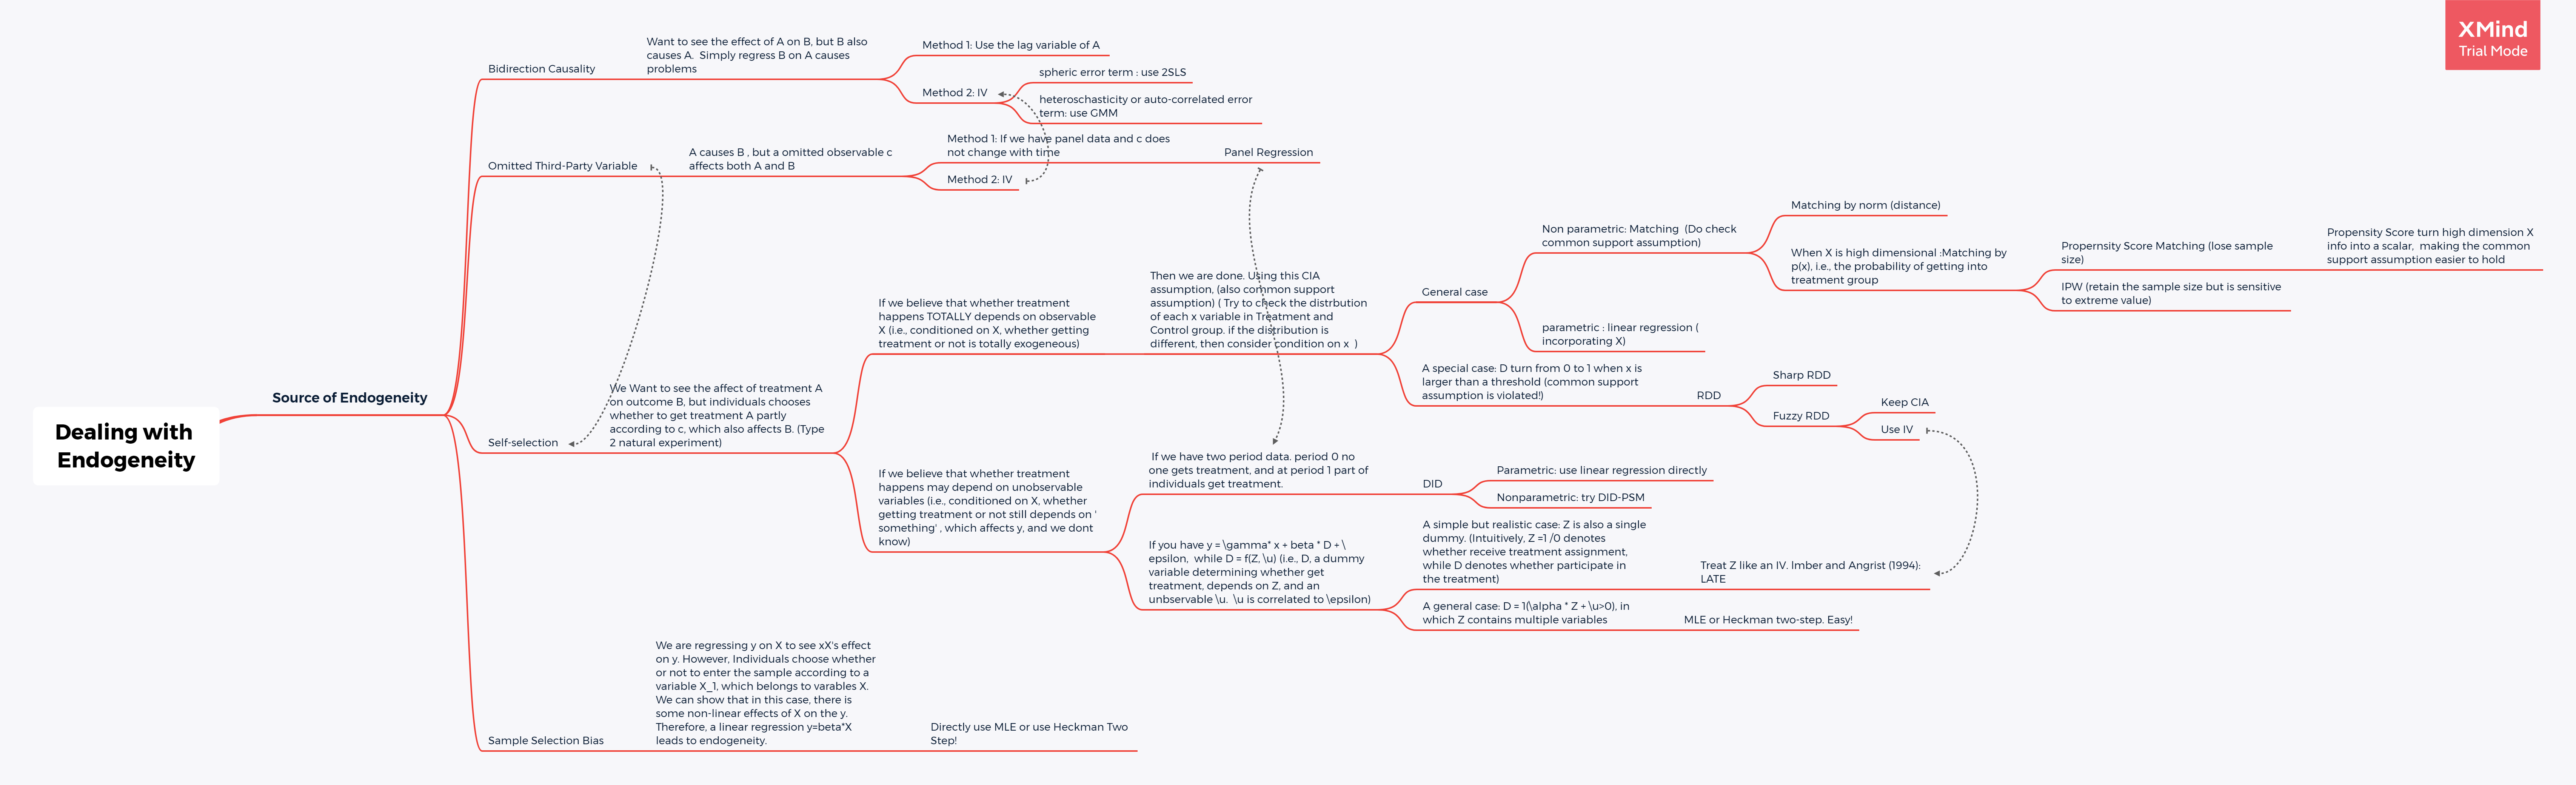 XMind
Trial Mode
Dealing with
Endogeneity
Source of Endogeneity
Bidirection Causality
Want to see the effect of A on B, but B also
causes A.  Simply regress B on A causes
problems
Method 1: Use the lag variable of A
Method 2: IV
spheric error term : use 2SLS
heteroschasticity or auto-correlated error
term: use GMM
Omitted Third-Party Variable
A causes B , but a omitted observable c
affects both A and B
Method 1: If we have panel data and c does
not change with time
Panel Regression
Method 2: IV
Self-selection
We Want to see the affect of treatment A
on outcome B, but individuals chooses
whether to get treatment A partly
according to c, which also affects B. (Type
2 natural experiment)
If we believe that whether treatment
happens TOTALLY depends on observable
X (i.e., conditioned on X, whether getting
treatment or not is totally exogeneous)
Then we are done. Using this CIA
assumption, (also common support
assumption) ( Try to check the distrbution
of each x variable in Treatment and
Control group. if the distribution is
different, then consider condition on x  )
General case
Non parametric: Matching  (Do check
common support assumption)
Matching by norm (distance)
When X is high dimensional :Matching by
p(x), i.e., the probability of getting into
treatment group
Propernsity Score Matching (lose sample
size)
Propensity Score turn high dimension X
info into a scalar,  making the common
support assumption easier to hold
IPW (retain the sample size but is sensitive
to extreme value)
parametric : linear regression (
incorporating X)
A special case: D turn from 0 to 1 when x is
larger than a threshold (common support
assumption is violated!)
RDD
Sharp RDD
Fuzzy RDD
Keep CIA
Use IV
If we believe that whether treatment
happens may depend on unobservable
variables (i.e., conditioned on X, whether
getting treatment or not still depends on '
something' , which affects y, and we dont
know)
If we have two period data. period 0 no
one gets treatment, and at period 1 part of
individuals get treatment.
DID
Parametric: use linear regression directly
Nonparametric: try DID-PSM
If you have y = \gamma* x + beta * D + \
epsilon,  while D = f(Z, \u) (i.e., D, a dummy
variable determining whether get
treatment, depends on Z, and an
unbservable \u.  \u is correlated to \epsilon)
A simple but realistic case: Z is also a single
dummy. (Intuitively, Z =1 /0 denotes
whether receive treatment assignment,
while D denotes whether participate in
the treatment)
Treat Z like an IV. Imber and Angrist (1994):
LATE
A general case: D = 1(\alpha * Z + \u>0), in
which Z contains multiple variables
MLE or Heckman two-step. Easy!
Sample Selection Bias
We are regressing y on X to see xX's effect
on y. However, Individuals choose whether
or not to enter the sample according to a
variable X_1, which belongs to varables X.
We can show that in this case, there is
some non-linear effects of X on the y.
Therefore, a linear regression y=beta*X
leads to endogeneity.
Directly use MLE or use Heckman Two
Step!